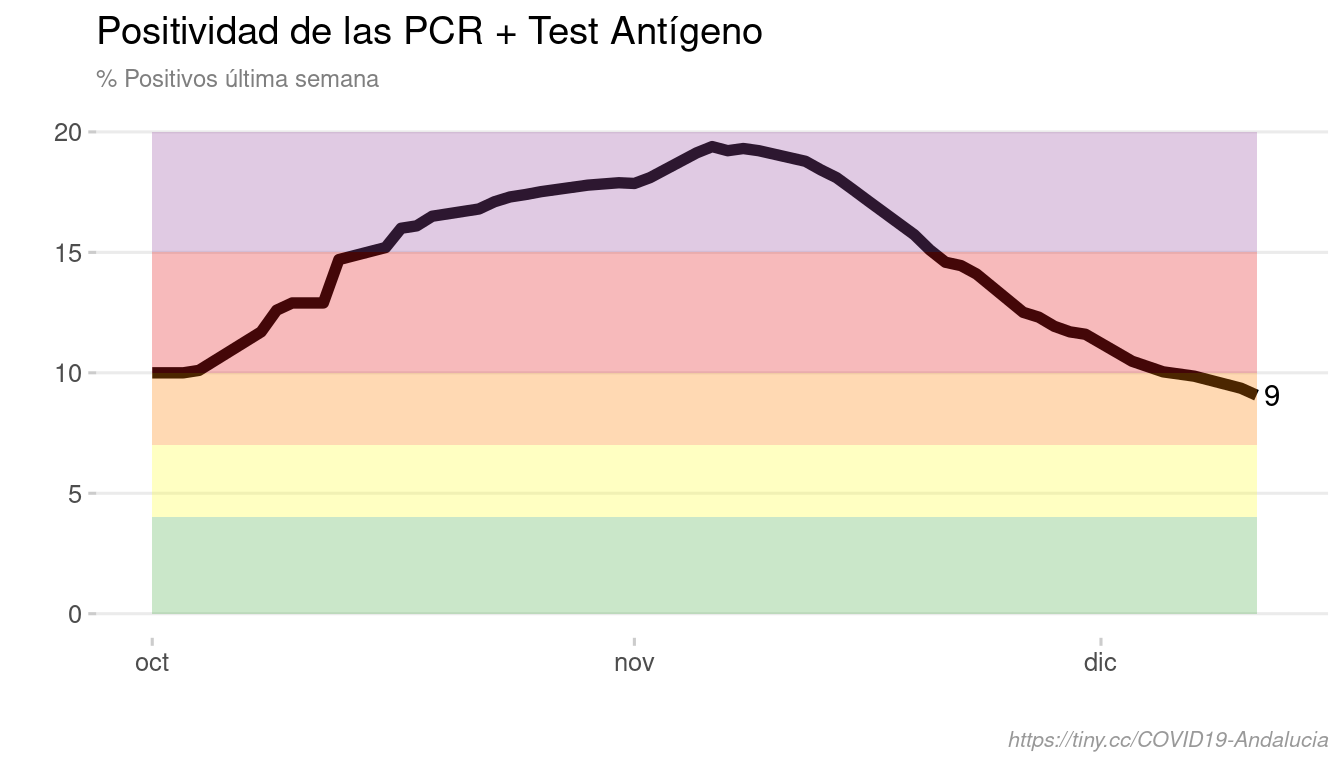 Positividad de las PCR + Test Antígeno
% Positivos última semana
20
15
10
5
0
9
oct nov dic
https://tiny.cc/COVID19-Andalucia